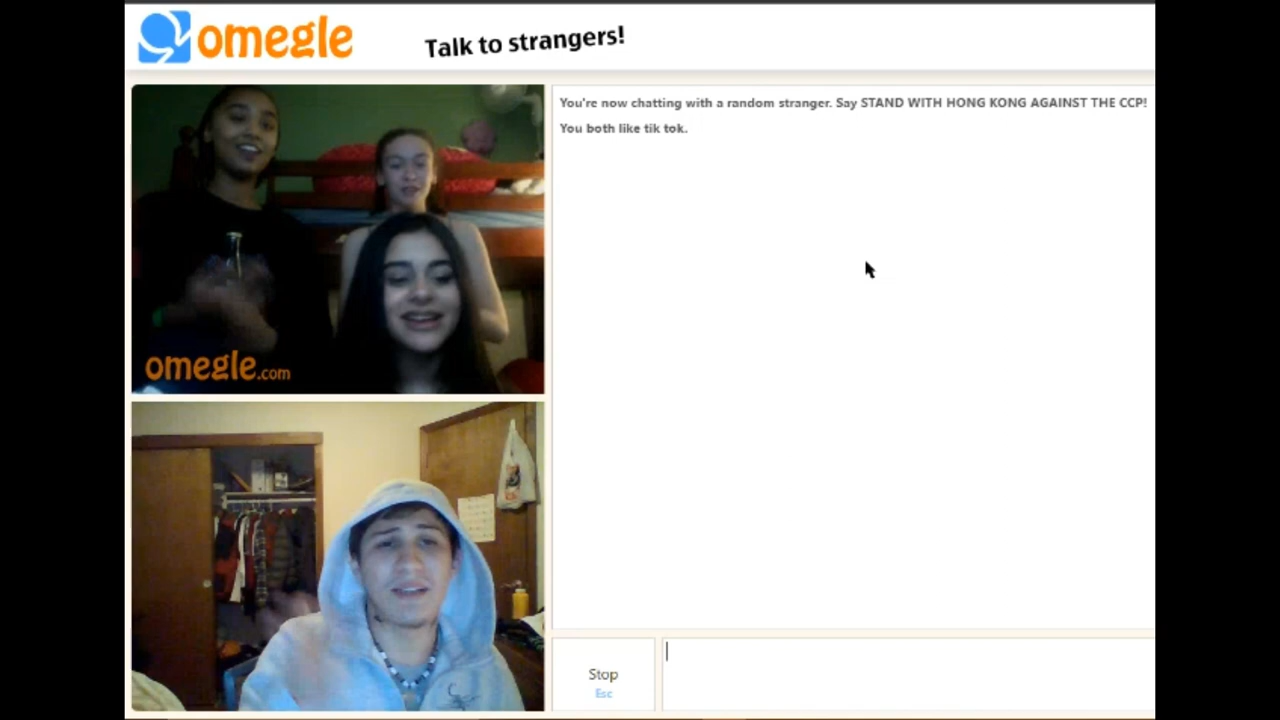 omegle
Talk to strangers!
You're now chatting with a random stranger. Say STAND WITH HONG KONG AGAINST THE CCP!
You both like tik tok.
omegle.com
Stop
Esc